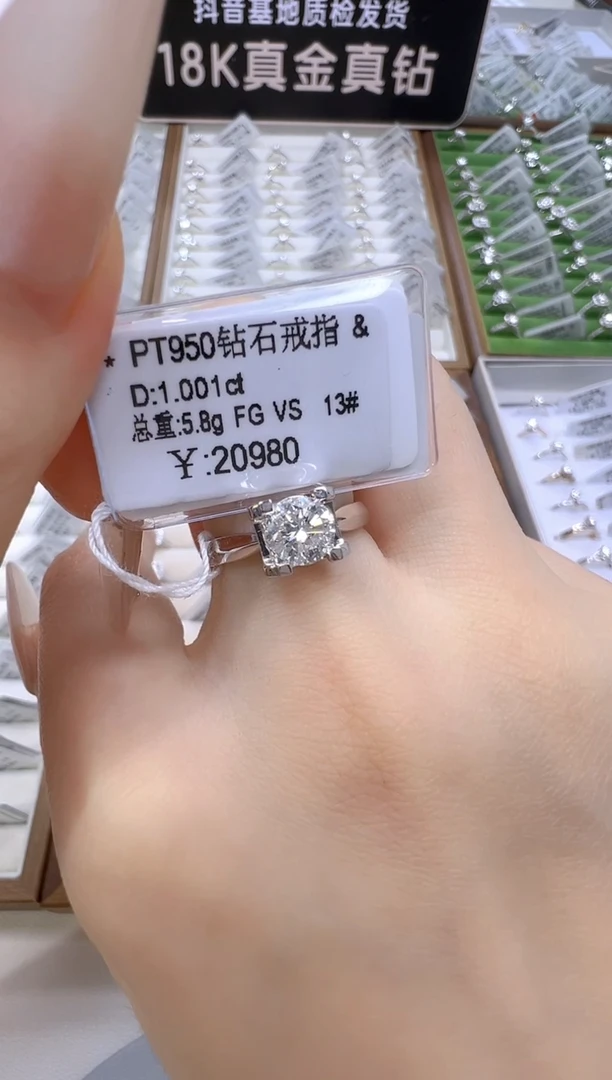 抖音基地质检发货
18K真金真钻
* PT950钻石戒指 &
D:1.001ct
总重:5.8g FG VS 13#
¥:20980